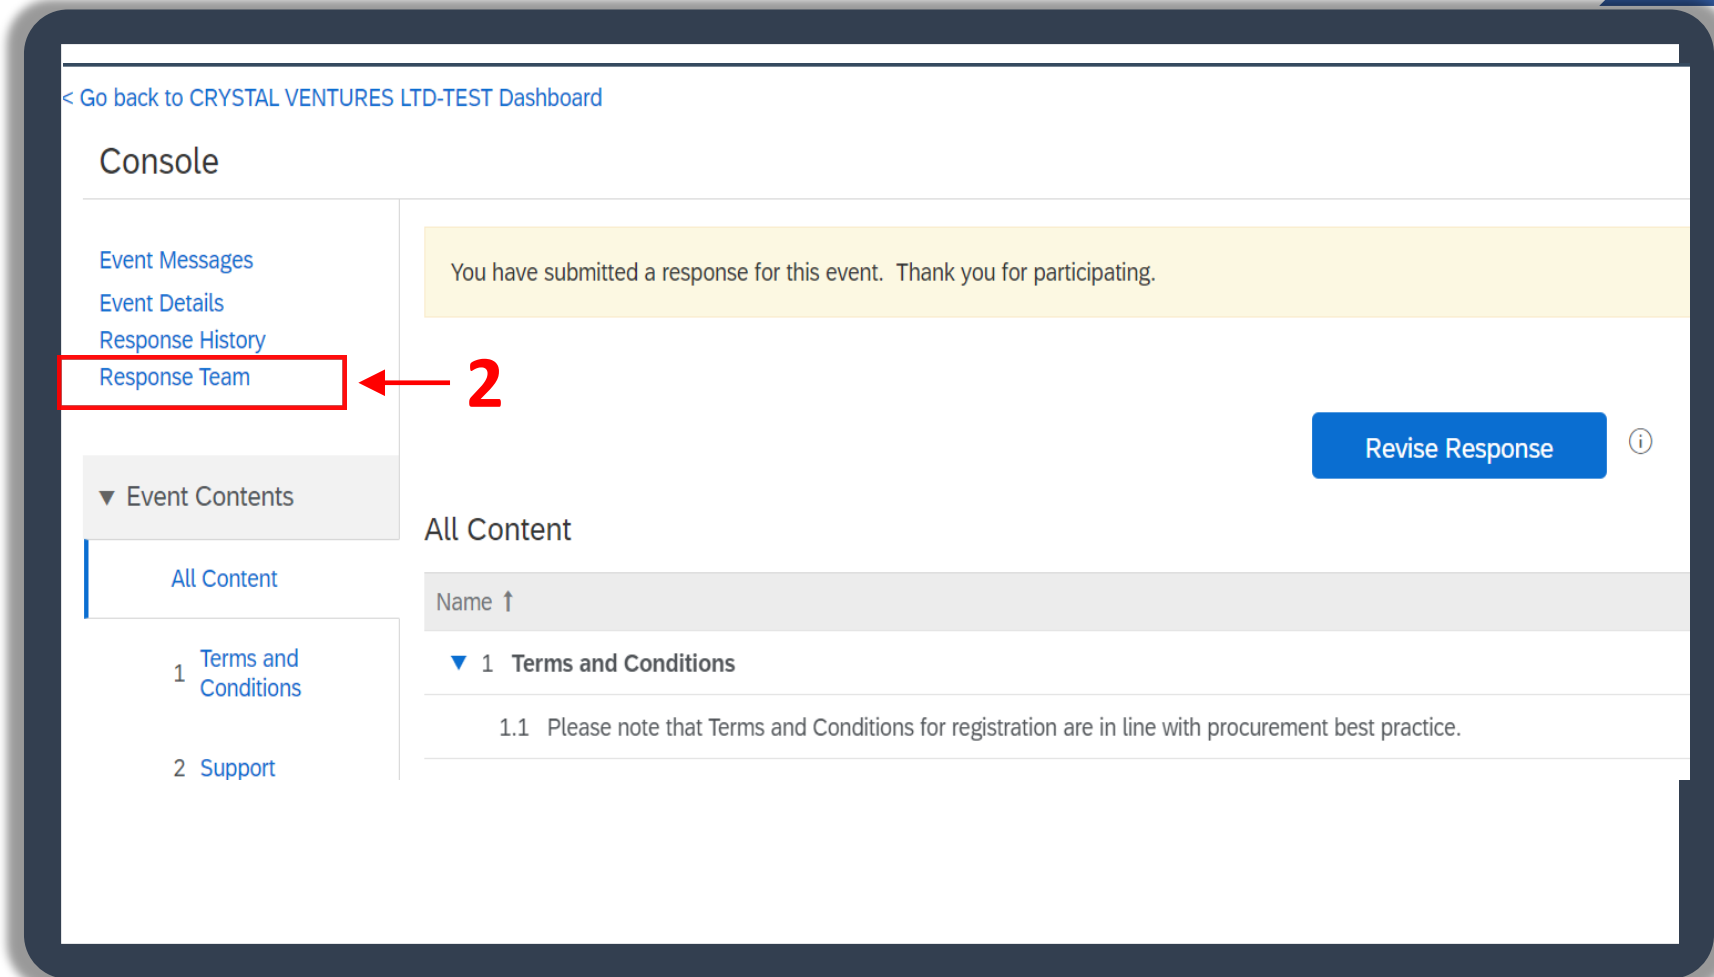 < Go back to CRYSTAL VENTURES LTD-TEST Dashboard
Console
Event Messages
Event Details
Response History
Response Team
2
You have submitted a response for this event.  Thank you for participating.
Revise Response
▼ Event Contents
All Content
1 Terms and
Conditions
2 Support
All Content
Name ↑
▼ 1 Terms and Conditions
1.1 Please note that Terms and Conditions for registration are in line with procurement best practice.